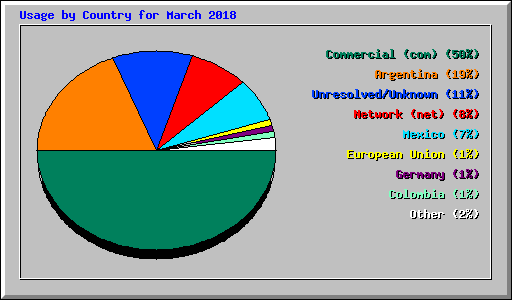 Usage by Country for March 2018
Commercial (com) (50%)
Argentina (19%)
Unresolved/Unknown (11%)
Network (net) (8%)
Mexico (7%)
European Union (1%)
Germany (1%)
Colombia (1%)
Other (2%)